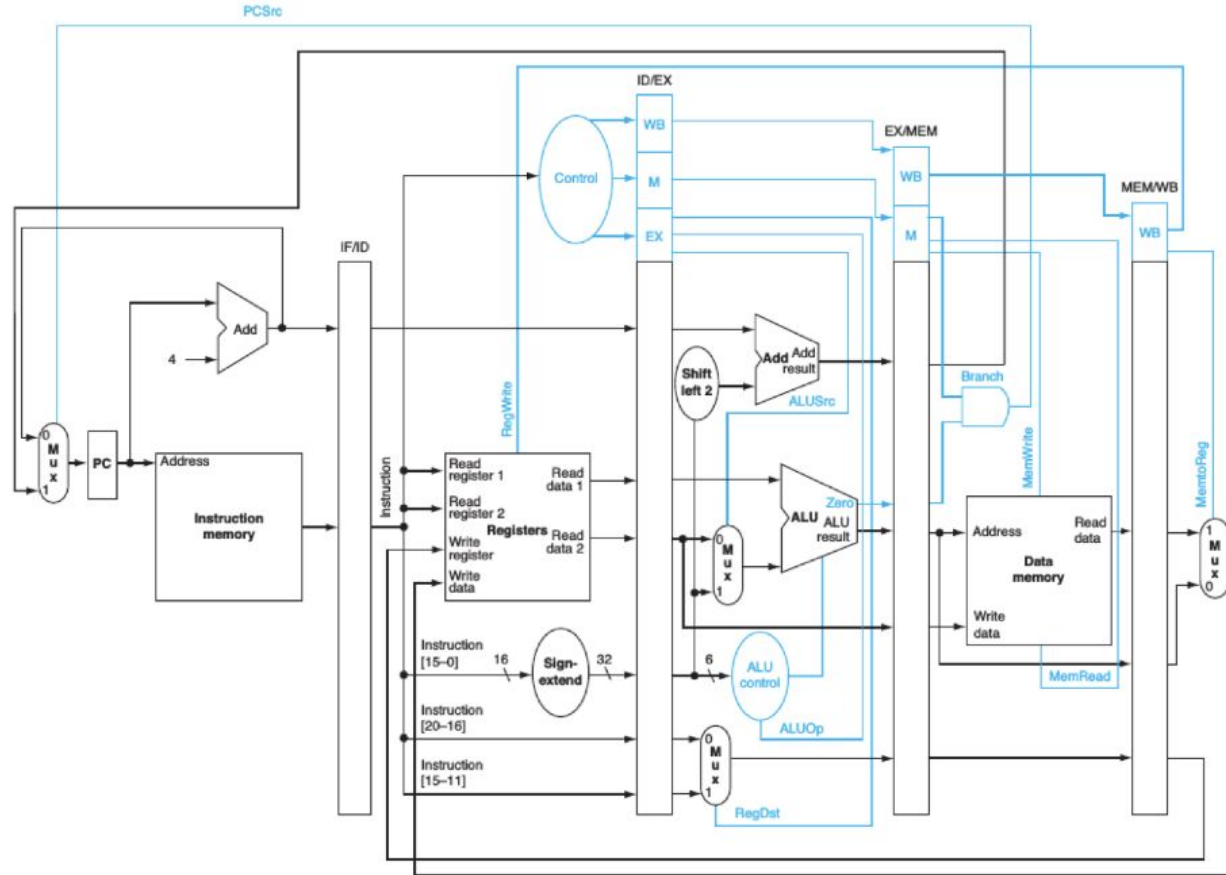 PCSrc
ID/EX
WB
EX/MEM
Control
M
WB
MEM/WB
EX
M
WB
IF/ID
Add
4
Add
Add
result
Shift
left 2
Branch
ALUSrc
RegWrite
MemWrite
MemtoReg
0
M
u
x
1
PC
Address
Instruction
memory
Instruction
Read
register 1
Read
data 1
Read
register 2
Registers
Write
register
Read
data 2
Write
data
0
M
u
x
1
Zero
ALU
ALU
result
Address
Read
data
Data
memory
Write
data
1
M
u
x
0
Instruction
[15–0]
16
Sign-
extend
32
6
ALU
control
MemRead
Instruction
[20–16]
ALUOp
0
M
u
x
1
Instruction
[15–11]
RegDst